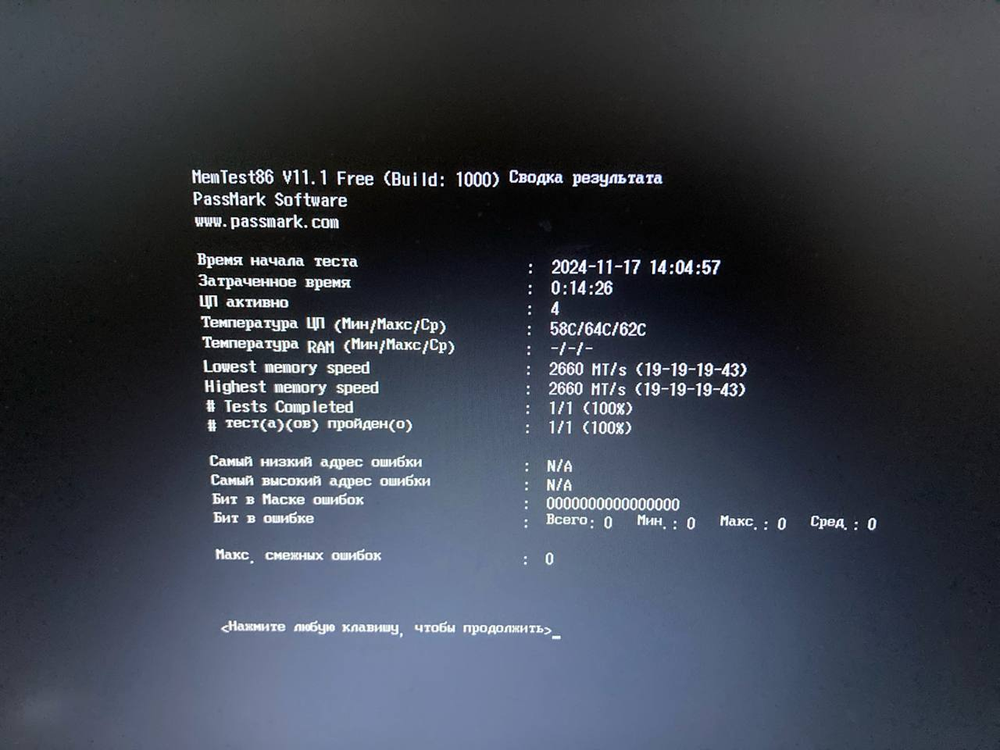 MemTest86 V11.1 Free (Build: 1000) Сводка результата
PassMark Software
www.passmark.com
Время начала теста : 2024-11-17 14:04:57
Затраченное время : 0:14:26
ЦП активно : 4
Температура ЦП (Мин/Макс/Ср) : 58C/64C/62C
Температура RAM (Мин/Макс/Ср) : -/-/-
Lowest memory speed : 2660 MT/s (19-19-19-43)
Highest memory speed : 2660 MT/s (19-19-19-43)
# Tests Completed : 1/1 (100%)
# тест(а)(ов) пройден(о) : 1/1 (100%)
Самый низкий адрес ошибки : N/A
Самый высокий адрес ошибки : N/A
Бит в Маске ошибок : 0000000000000000
Бит в ошибке : Всего: 0 Мин.: 0 Макс.: 0 Сред.: 0
Макс. смежных ошибок : 0
<Нажмите любую клавишу, чтобы продолжить>_